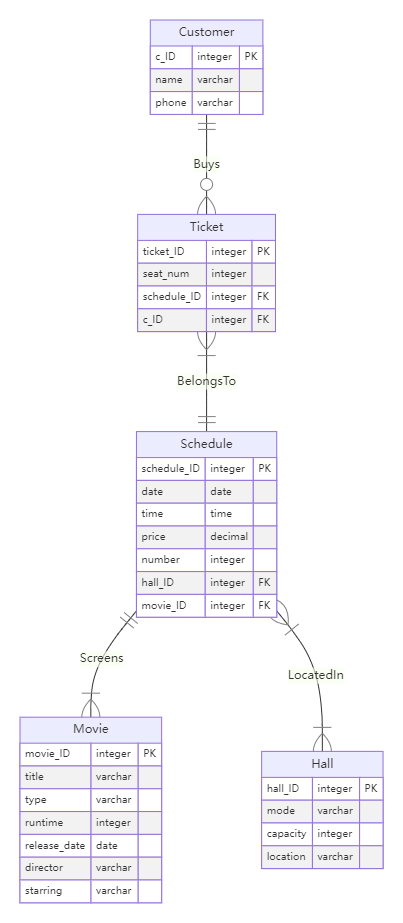 Customer
c_ID integer PK
name varchar
phone varchar
Buys
Ticket
ticket_ID integer PK
seat_num integer
schedule_ID integer FK
c_ID integer FK
BelongsTo
Schedule
schedule_ID integer PK
date date
time time
price decimal
number integer
hall_ID integer FK
movie_ID integer FK
Screens
LocatedIn
Movie
movie_ID integer PK
title varchar
type varchar
runtime integer
release_date date
director varchar
starring varchar
Hall
hall_ID integer PK
mode varchar
capacity integer
location varchar